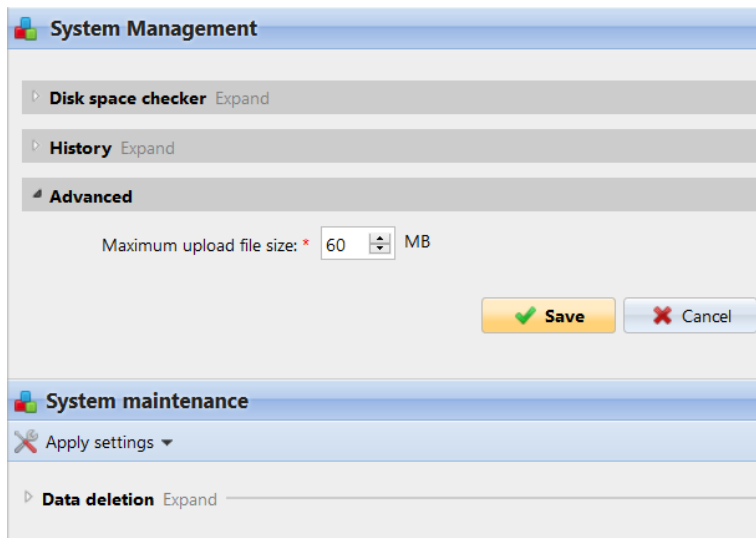 System Management
Disk space checker Expand
History Expand
Advanced
Maximum upload file size: * 60 MB
Save Cancel
System maintenance
Apply settings
Data deletion Expand